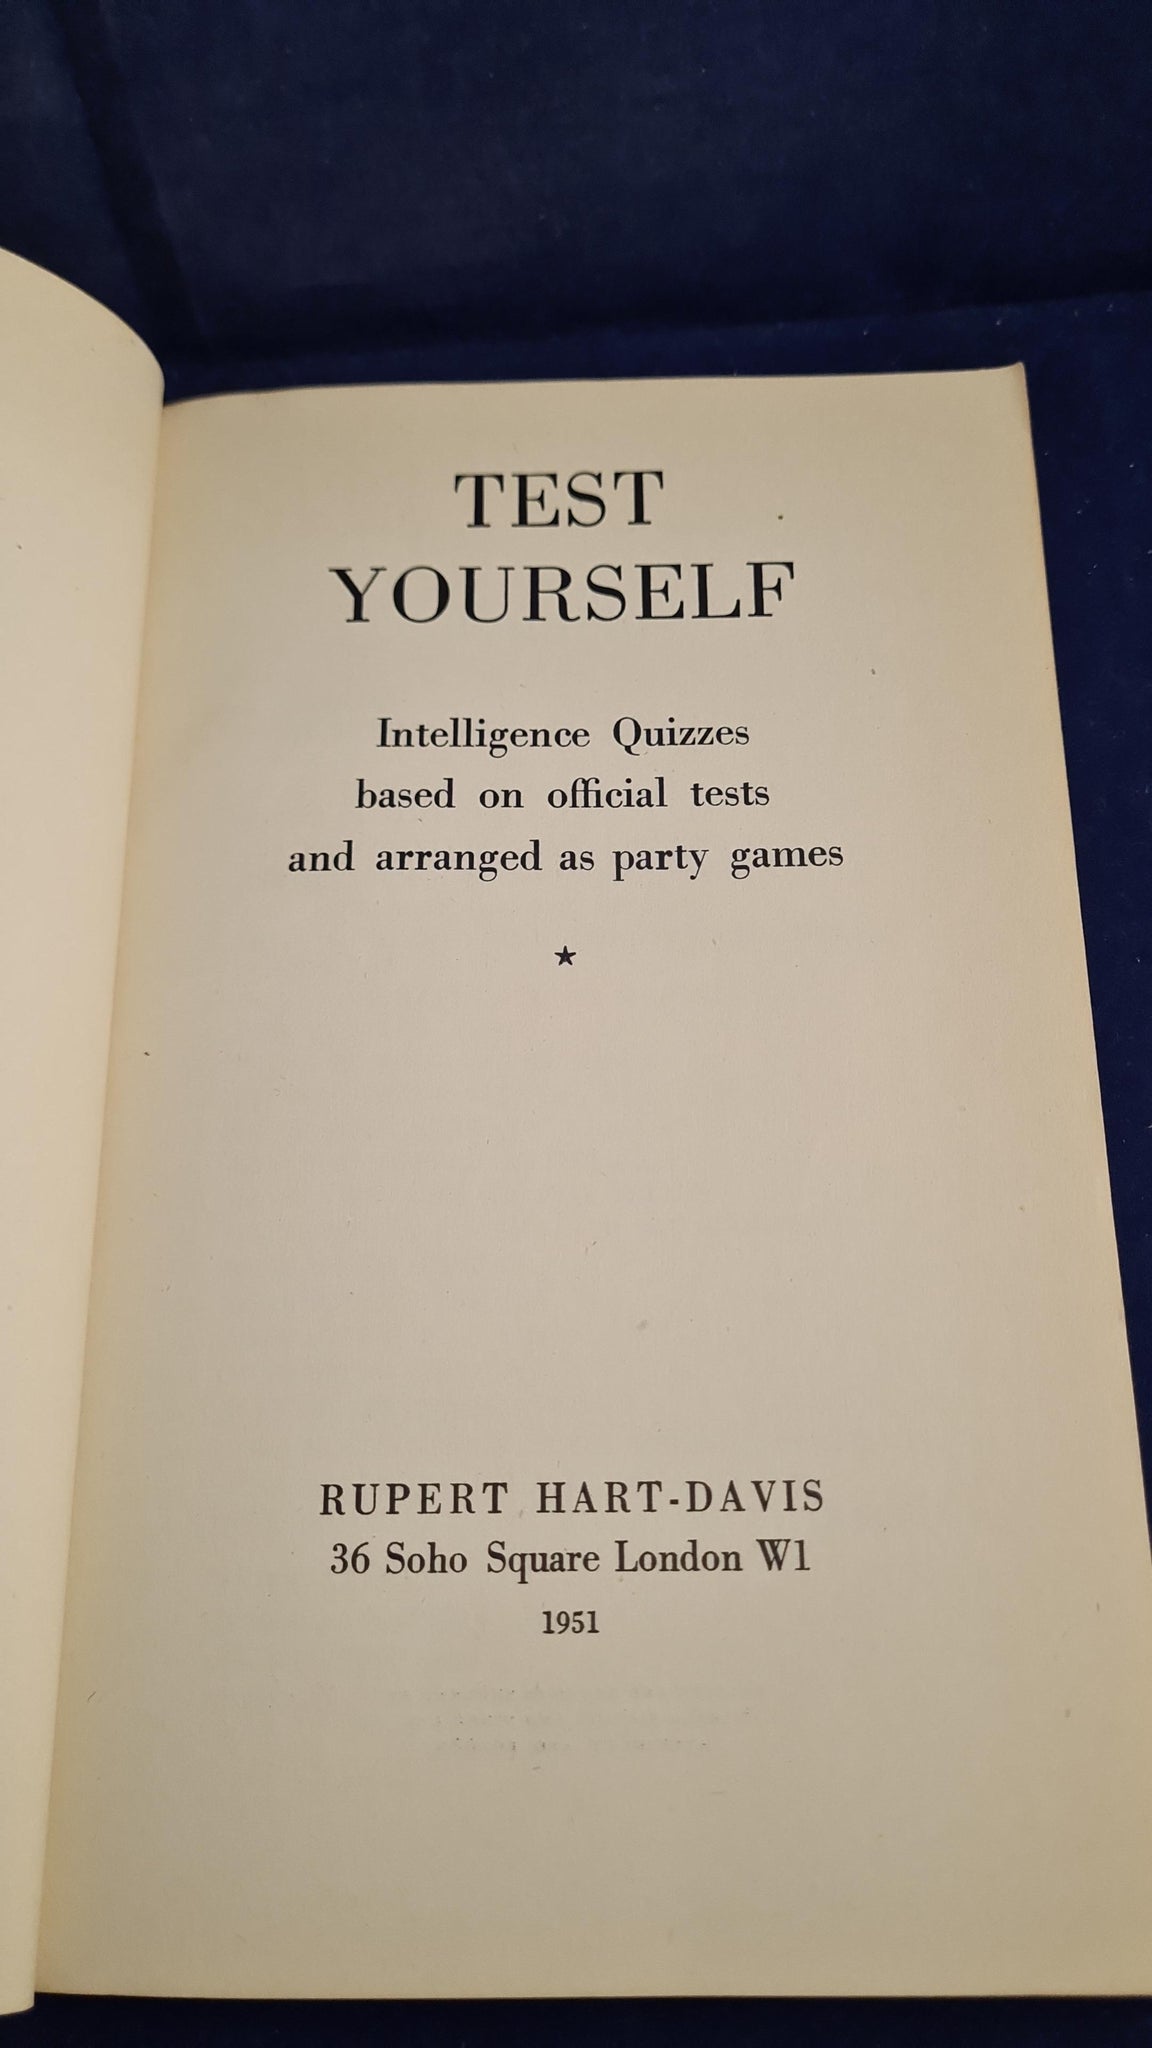 TEST
YOURSELF
Intelligence Quizzes
based on official tests
and arranged as party games
★
RUPERT HART-DAVIS
36 Soho Square London W1
1951